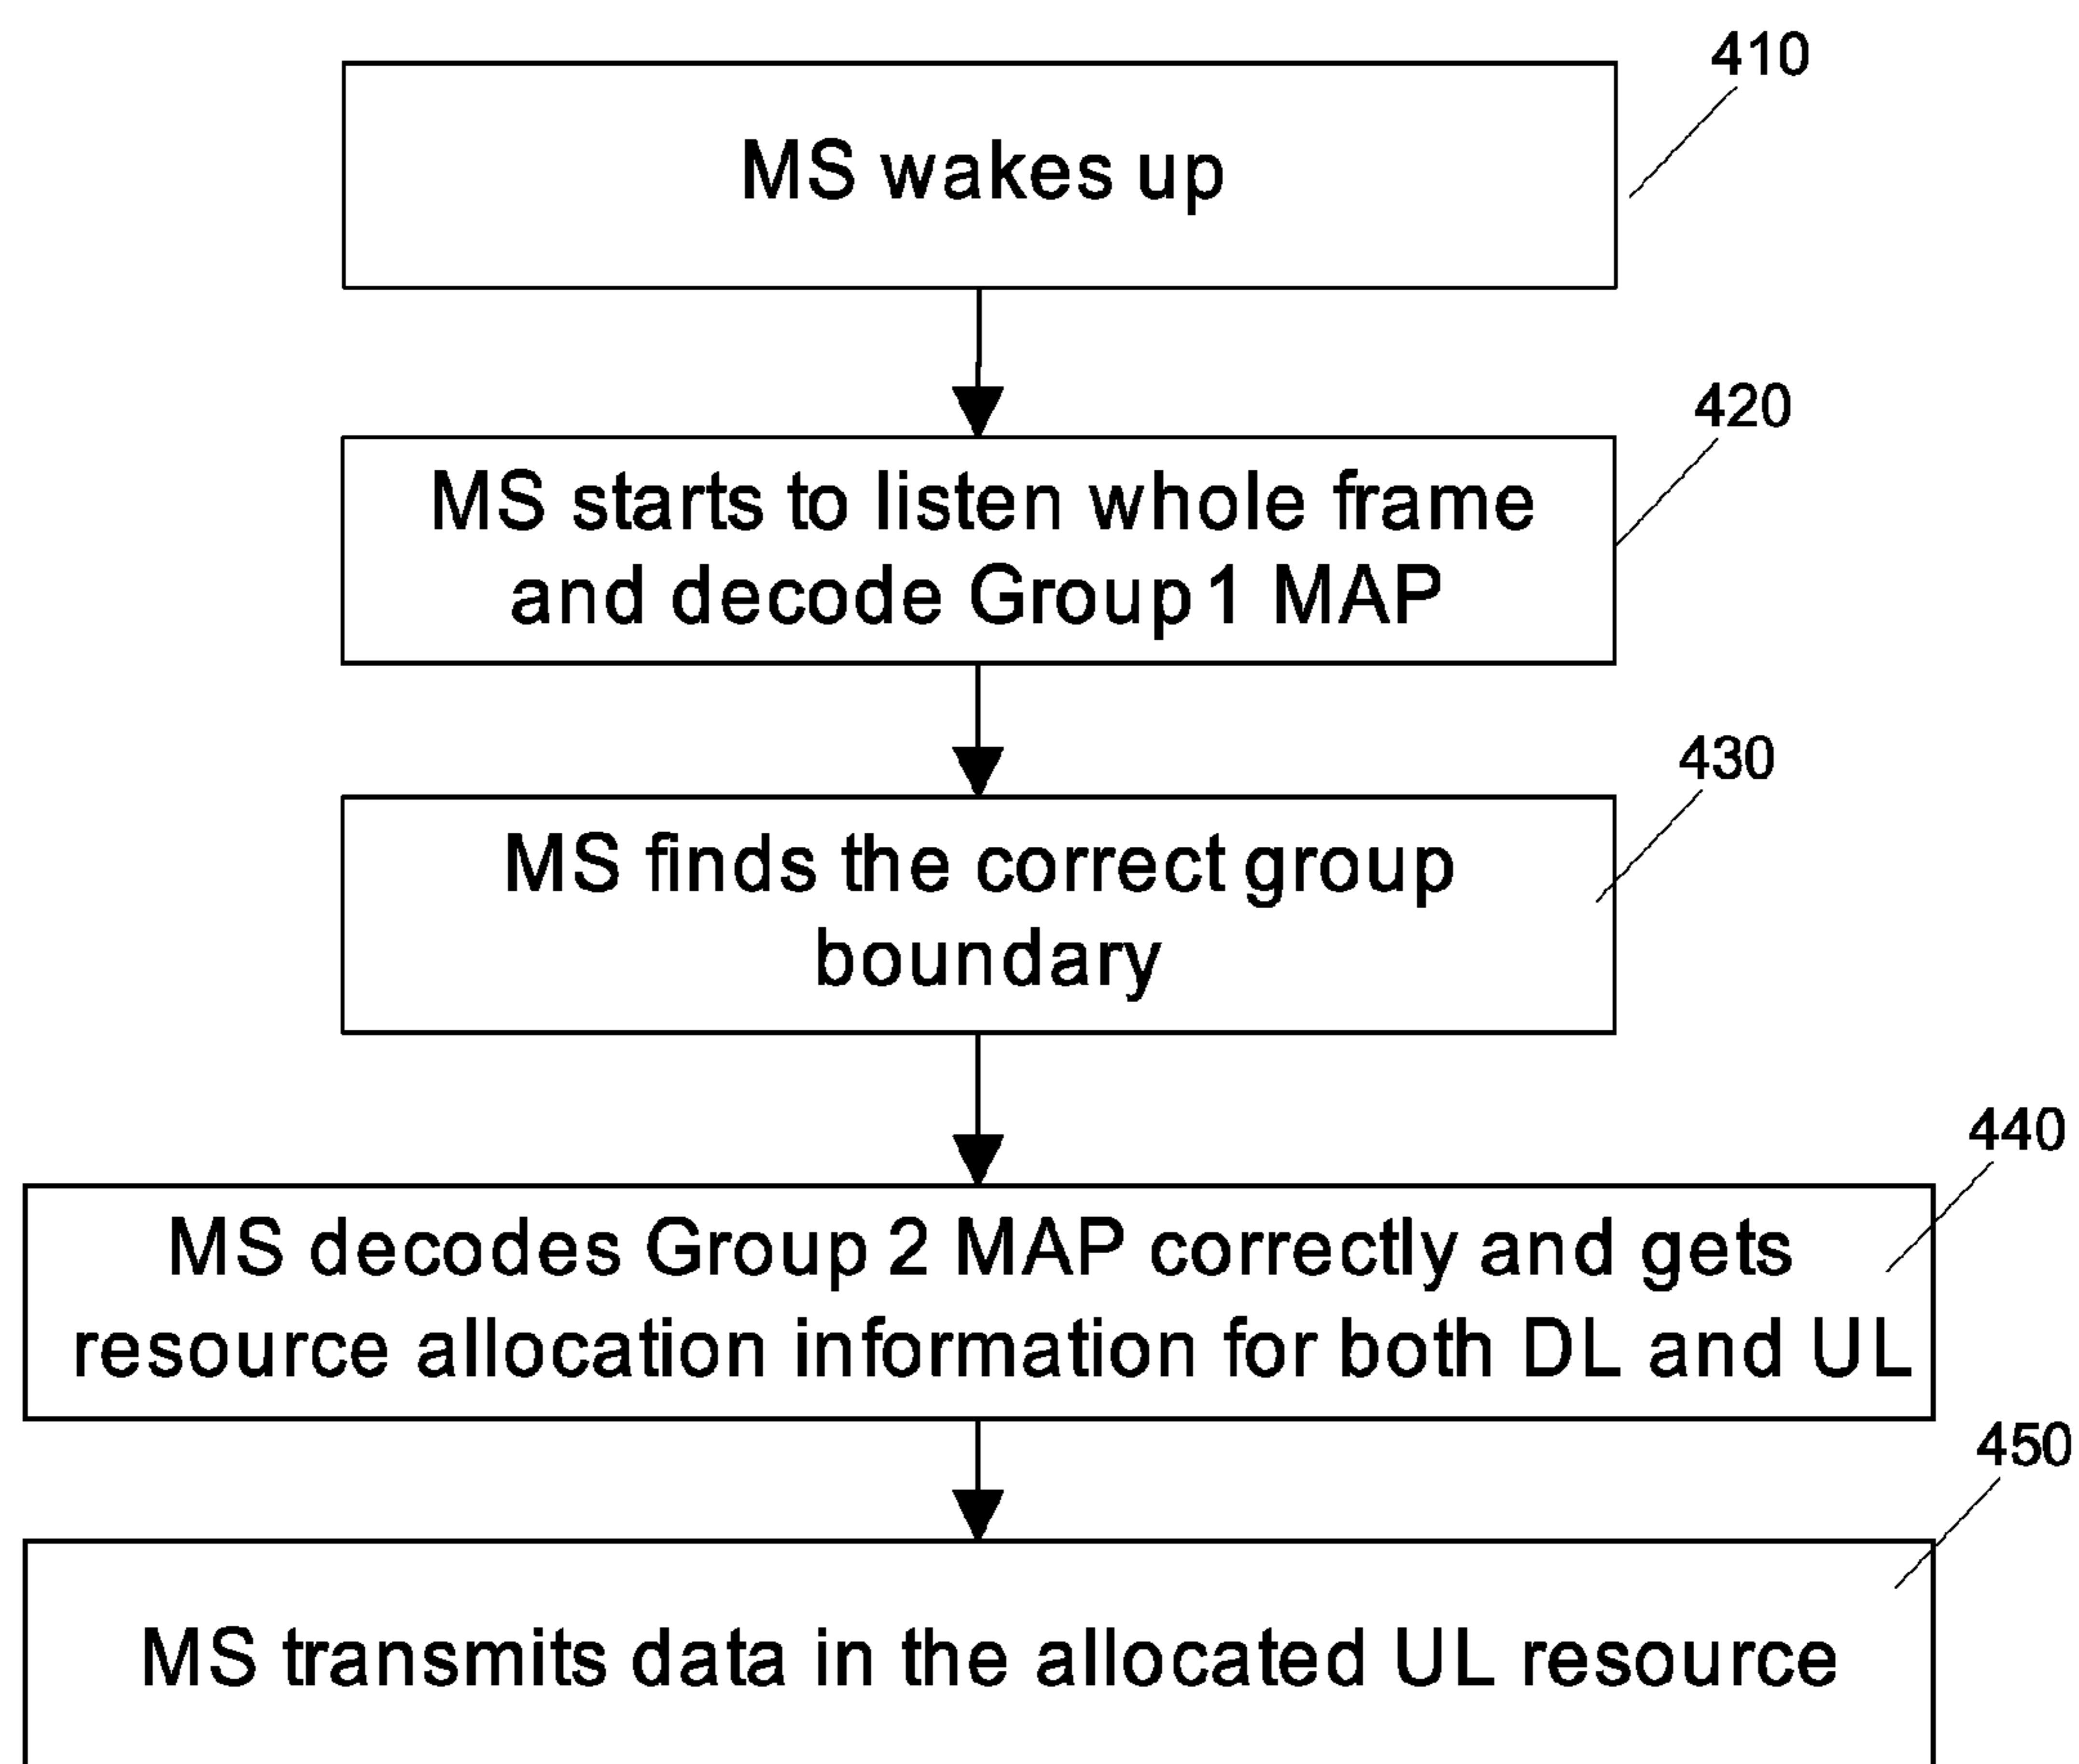 410
MS wakes up
420
MS starts to listen whole frame
and decode Group 1 MAP
430
MS finds the correct group
boundary
440
MS decodes Group 2 MAP correctly and gets
resource allocation information for both DL and UL
450
MS transmits data in the allocated UL resource